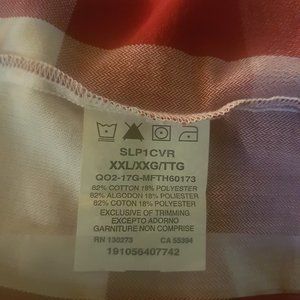 SLP1CVR
XXL/XXG/TTG
QO2-17G-MFTH60173
82% COTTON 18% POLYESTER
82% ALGODON 18% POLIESTER
82% COTON 18% POLYESTER
EXCLUSIVE OF TRIMMING
EXCEPTO ADORNO
GARNITURE NON COMPRISE
RN 130273 CA 55394
191056407742